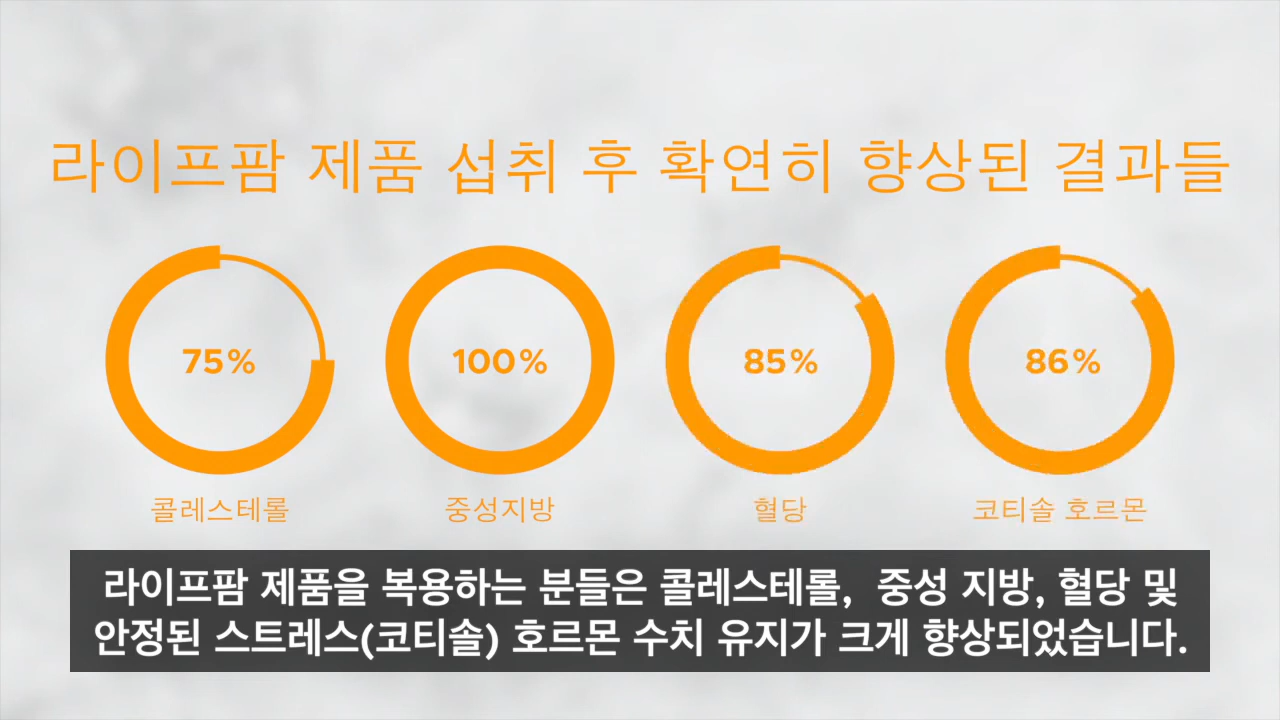 라이프팜 제품 섭취 후 확연히 향상된 결과들
75% 100% 85% 86%
콜레스테롤 중성지방 혈당 코티솔 호르몬
라이프팜 제품을 복용하는 분들은 콜레스테롤, 중성 지방, 혈당 및
안정된 스트레스(코티솔) 호르몬 수치 유지가 크게 향상되었습니다.